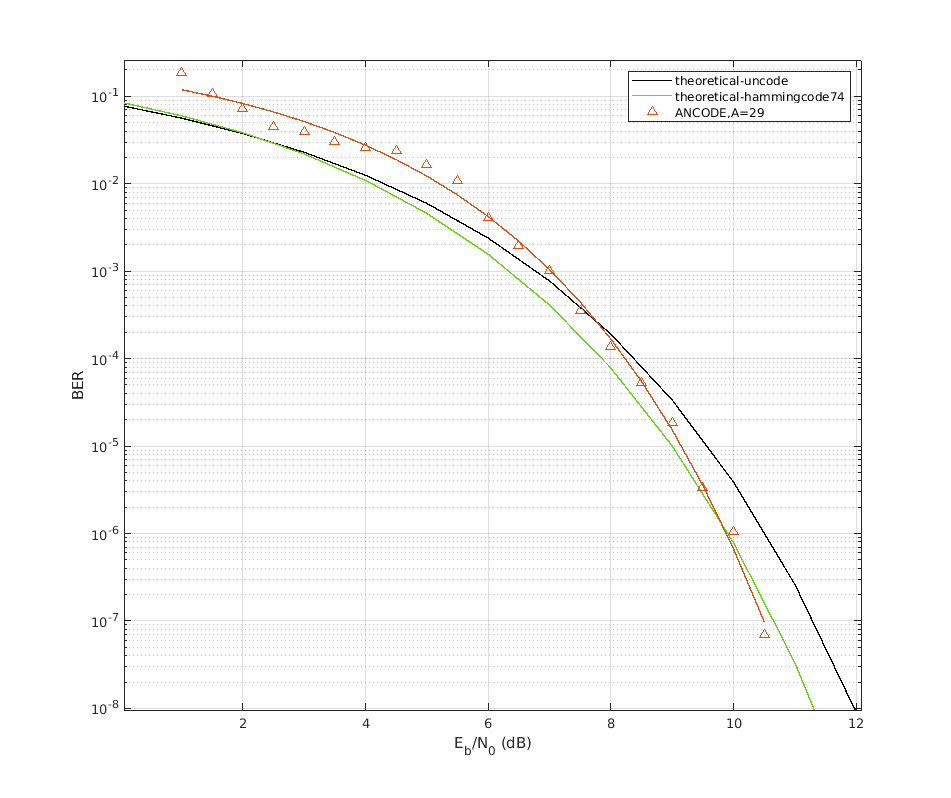 theoretical-uncode
theoretical-hammingcode74
ANCODE,A=29
10^-1
10^-2
10^-3
10^-4
10^-5
10^-6
10^-7
10^-8
BER
2 4 6 8 10 12
E_b/N_0 (dB)